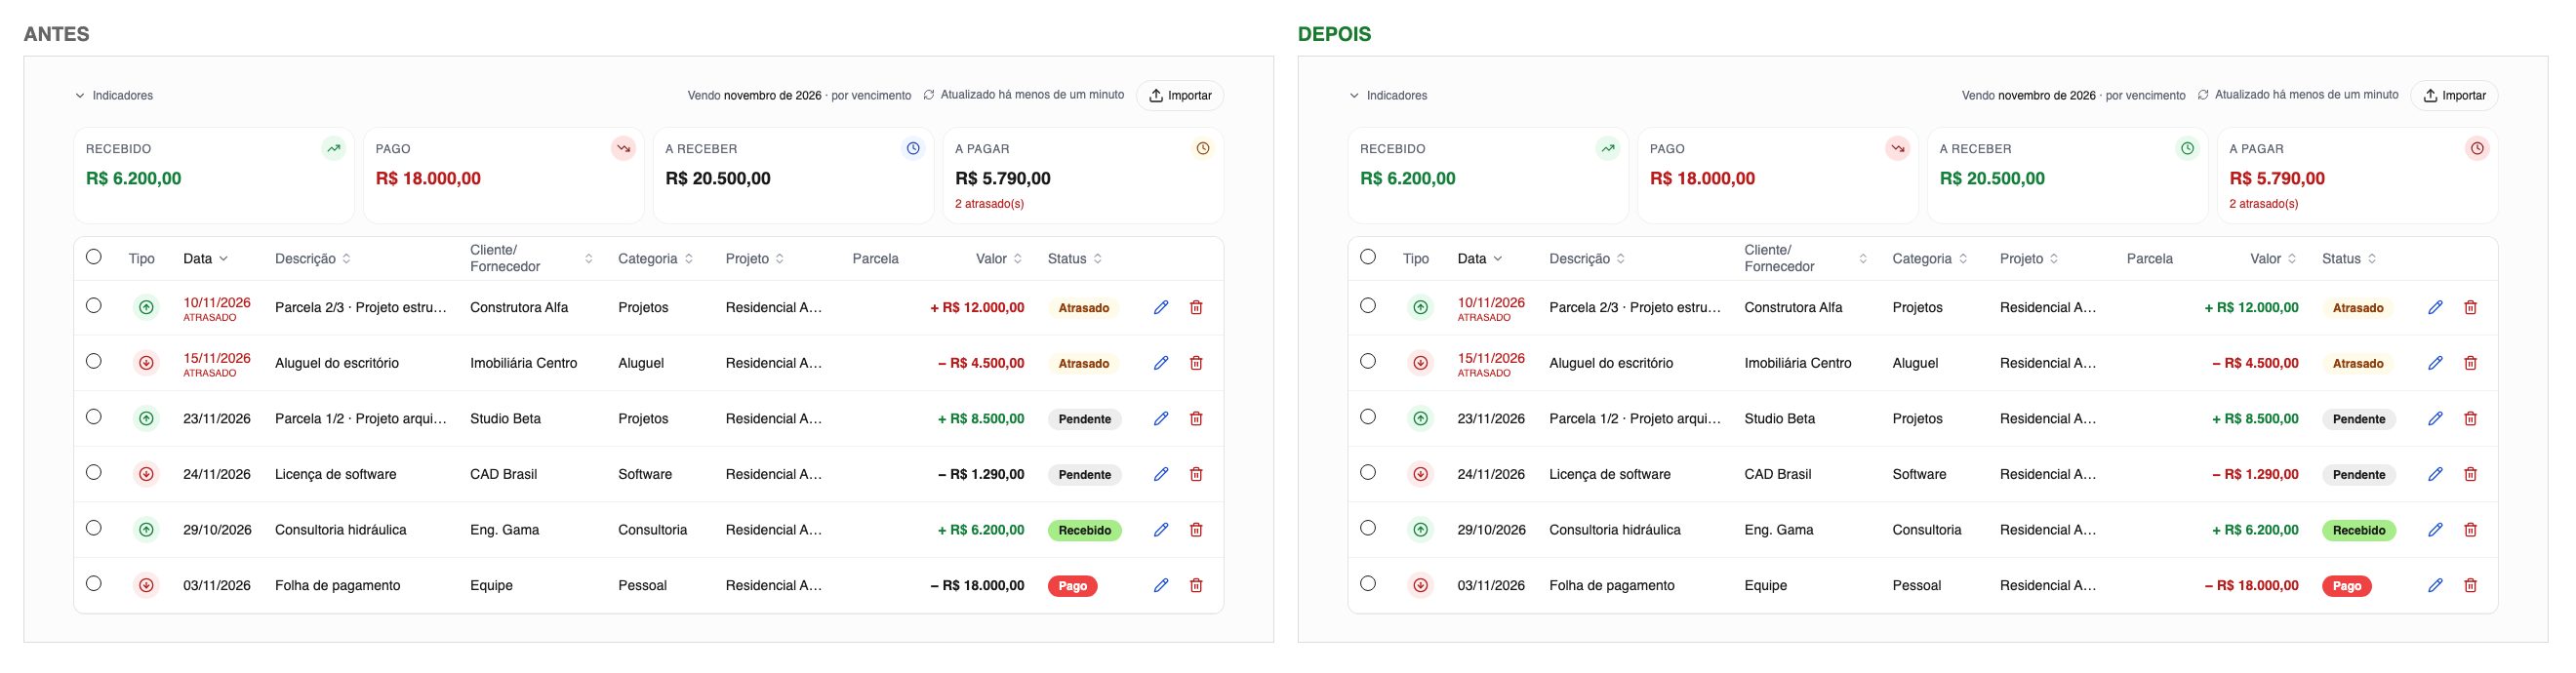 ANTES
Indicadores
Vendo novembro de 2026 · por vencimento
Atualizado há menos de um minuto
Importar
RECEBIDO
R$ 6.200,00
PAGO
R$ 18.000,00
A RECEBER
R$ 20.500,00
A PAGAR
R$ 5.790,00
2 atrasado(s)
Tipo Data Descrição Cliente/ Fornecedor Categoria Projeto Parcela Valor Status
10/11/2026 ATRASADO Parcela 2/3 · Projeto estru… Construtora Alfa Projetos Residencial A… + R$ 12.000,00 Atrasado
15/11/2026 ATRASADO Aluguel do escritório Imobiliária Centro Aluguel Residencial A… – R$ 4.500,00 Atrasado
23/11/2026 Parcela 1/2 · Projeto arqui… Studio Beta Projetos Residencial A… + R$ 8.500,00 Pendente
24/11/2026 Licença de software CAD Brasil Software Residencial A… – R$ 1.290,00 Pendente
29/10/2026 Consultoria hidráulica Eng. Gama Consultoria Residencial A… + R$ 6.200,00 Recebido
03/11/2026 Folha de pagamento Equipe Pessoal Residencial A… – R$ 18.000,00 Pago
DEPOIS
Indicadores
Vendo novembro de 2026 · por vencimento
Atualizado há menos de um minuto
Importar
RECEBIDO
R$ 6.200,00
PAGO
R$ 18.000,00
A RECEBER
R$ 20.500,00
A PAGAR
R$ 5.790,00
2 atrasado(s)
Tipo Data Descrição Cliente/ Fornecedor Categoria Projeto Parcela Valor Status
10/11/2026 ATRASADO Parcela 2/3 · Projeto estru… Construtora Alfa Projetos Residencial A… + R$ 12.000,00 Atrasado
15/11/2026 ATRASADO Aluguel do escritório Imobiliária Centro Aluguel Residencial A… – R$ 4.500,00 Atrasado
23/11/2026 Parcela 1/2 · Projeto arqui… Studio Beta Projetos Residencial A… + R$ 8.500,00 Pendente
24/11/2026 Licença de software CAD Brasil Software Residencial A… – R$ 1.290,00 Pendente
29/10/2026 Consultoria hidráulica Eng. Gama Consultoria Residencial A… + R$ 6.200,00 Recebido
03/11/2026 Folha de pagamento Equipe Pessoal Residencial A… – R$ 18.000,00 Pago